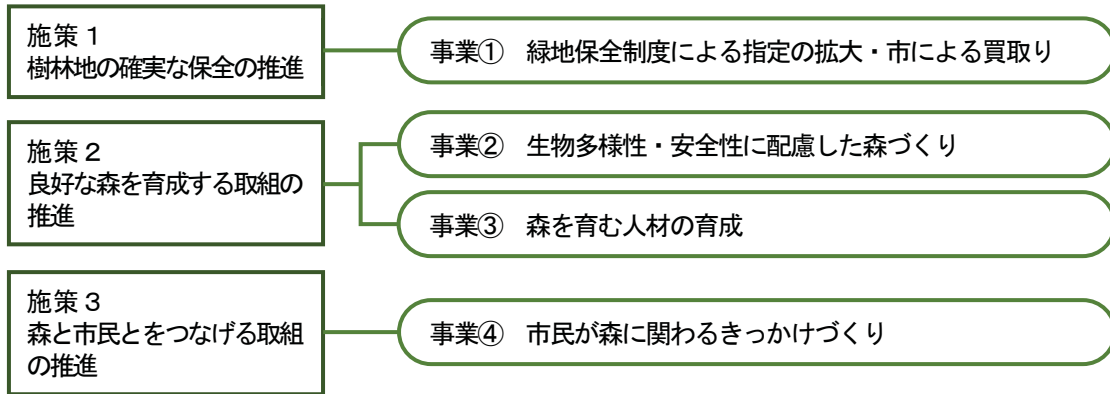 施策1
樹林地の確実な保全の推進
事業① 緑地保全制度による指定の拡大・市による買取り
施策2
良好な森を育成する取組の
推進
事業② 生物多様性・安全性に配慮した森づくり
事業③ 森を育む人材の育成
施策3
森と市民とをつなげる取組
の推進
事業④ 市民が森に関わるきっかけづくり